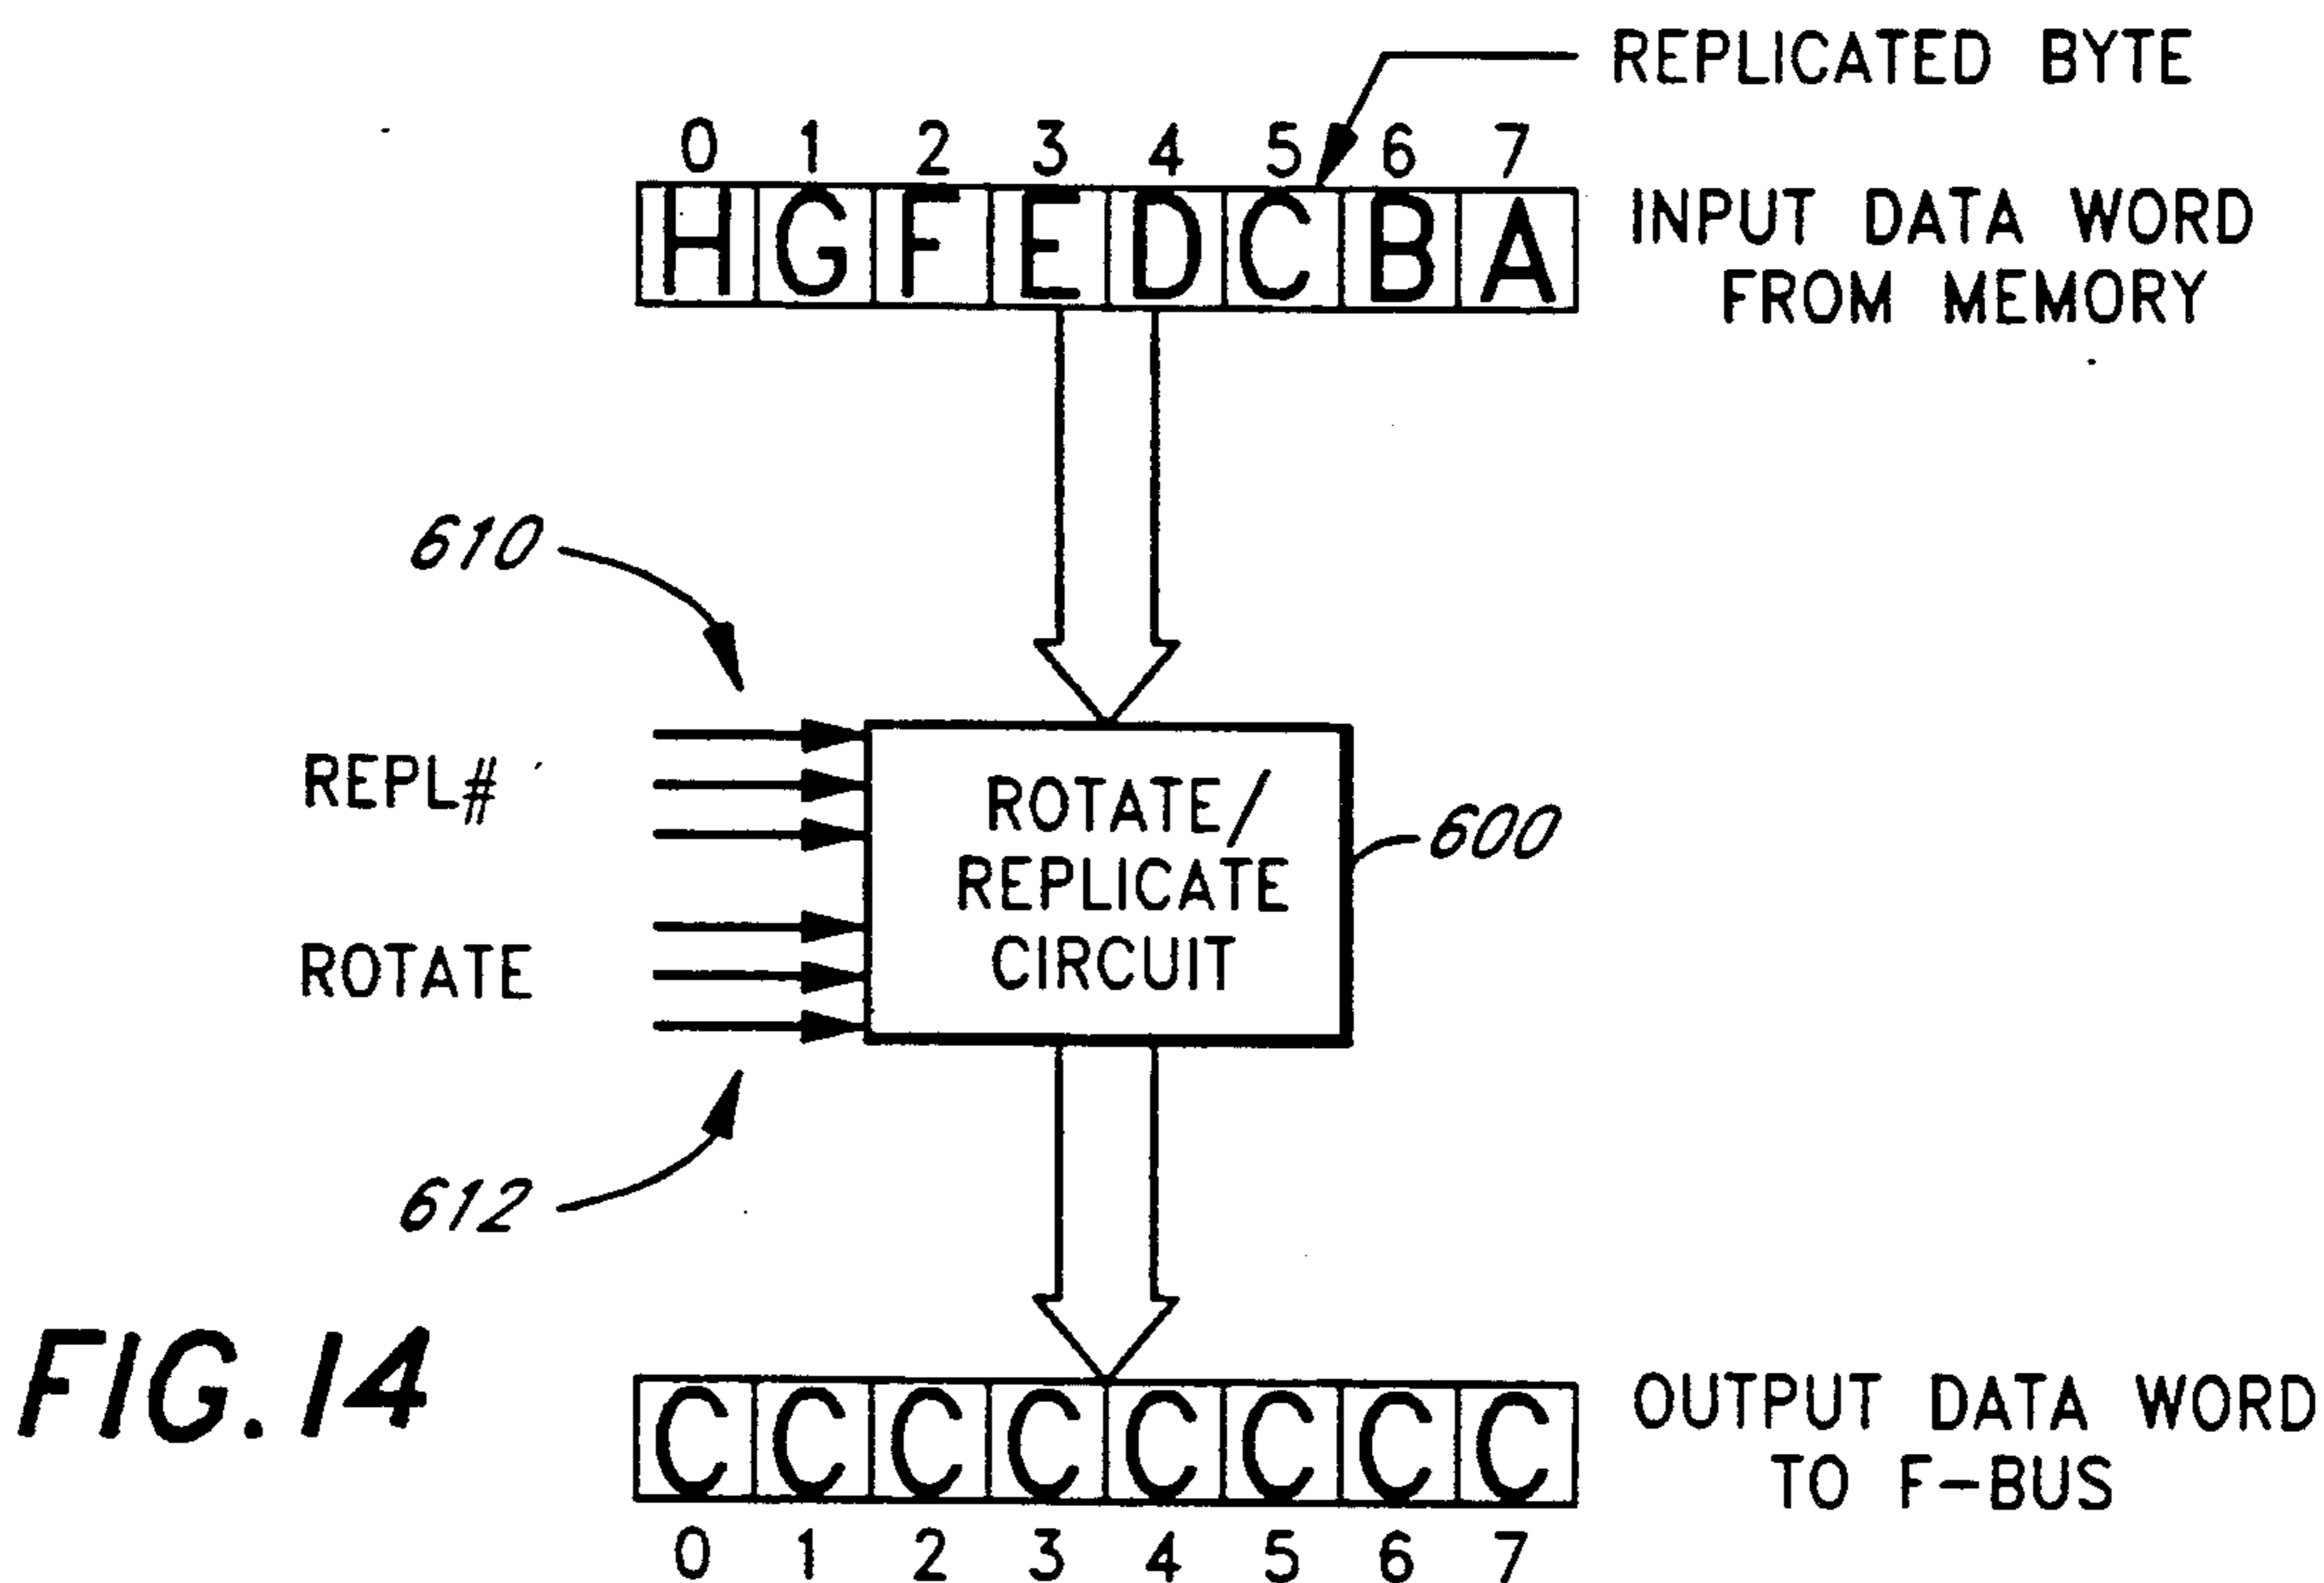 REPLICATED BYTE
0 1 2 3 4 5 6 7
H G F E D C B A
INPUT DATA WORD
FROM MEMORY
610
REPL#
ROTATE/
REPLICATE
CIRCUIT
600
ROTATE
612
FIG. 14
C C C C C C C C
OUTPUT DATA WORD
TO F-BUS
0 1 2 3 4 5 6 7